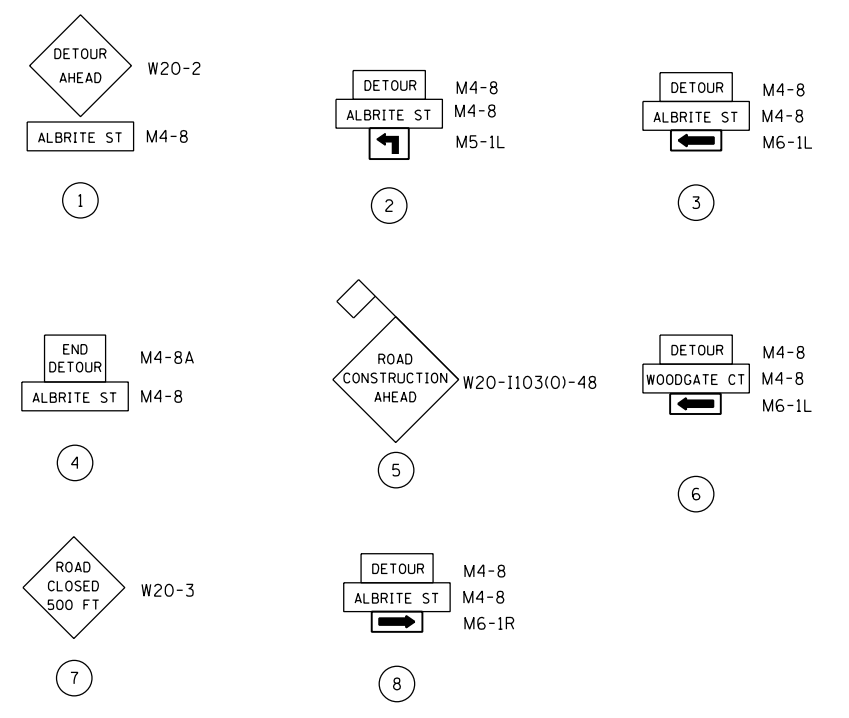 DETOUR
AHEAD
W20-2
ALBRITE ST M4-8
1
DETOUR M4-8
ALBRITE ST M4-8
M5-1L
2
DETOUR M4-8
ALBRITE ST M4-8
M6-1L
3
END
DETOUR
M4-8A
ALBRITE ST M4-8
4
ROAD
CONSTRUCTION
AHEAD
W20-I103(O)-48
5
DETOUR M4-8
WOODGATE CT M4-8
M6-1L
6
ROAD
CLOSED
500 FT
W20-3
7
DETOUR M4-8
ALBRITE ST M4-8
M6-1R
8